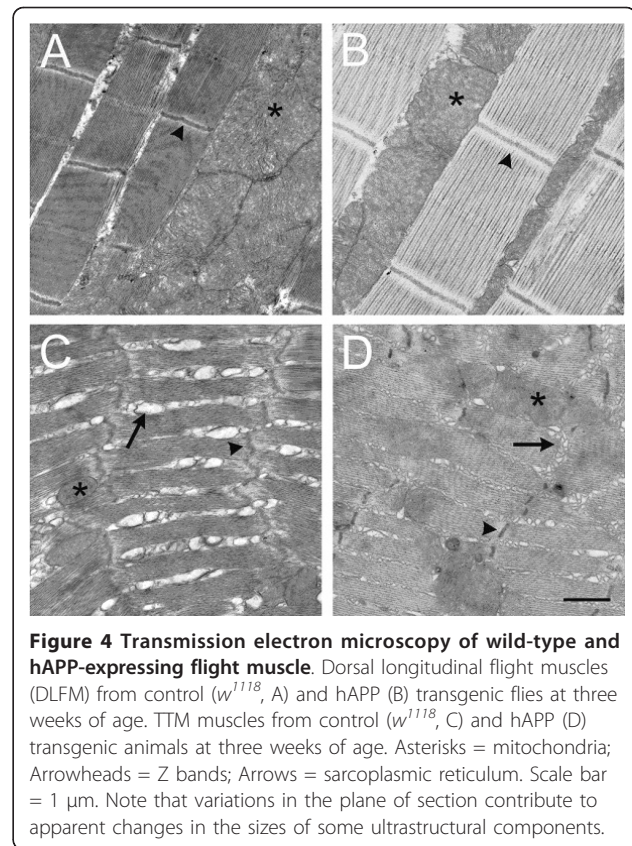 A
B
*
*
C
D
*
*
Figure 4 Transmission electron microscopy of wild-type and
hAPP-expressing flight muscle. Dorsal longitudinal flight muscles
(DLFM) from control (w1118, A) and hAPP (B) transgenic flies at three
weeks of age. TTM muscles from control (w1118, C) and hAPP (D)
transgenic animals at three weeks of age. Asterisks = mitochondria;
Arrowheads = Z bands; Arrows = sarcoplasmic reticulum. Scale bar
= 1 μm. Note that variations in the plane of section contribute to
apparent changes in the sizes of some ultrastructural components.